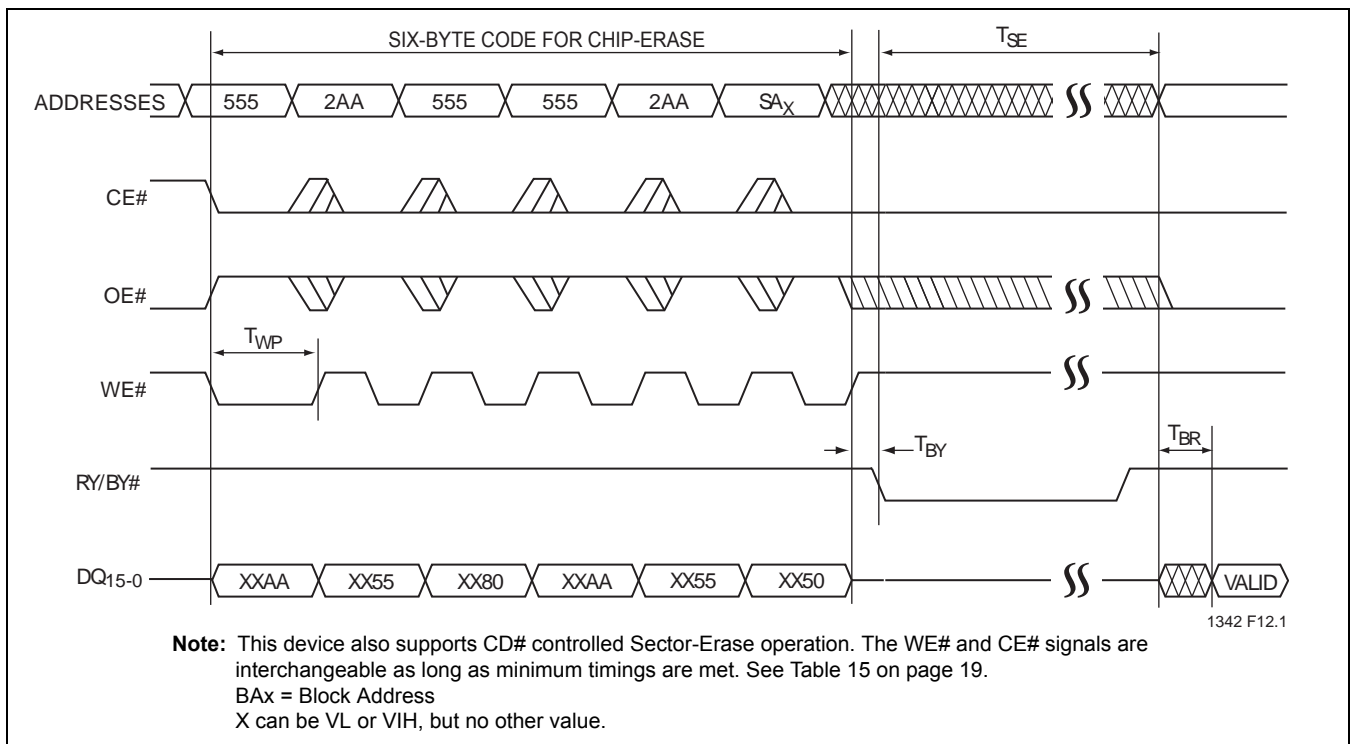 SIX-BYTE CODE FOR CHIP-ERASE TSE
ADDRESSES 555 2AA 555 555 2AA SAX
CE#
OE#
TWP
WE#
TBY TBR
RY/BY#
DQ15-0 XXAA XX55 XX80 XXAA XX55 XX50 VALID
1342 F12.1
Note: This device also supports CD# controlled Sector-Erase operation. The WE# and CE# signals are
interchangeable as long as minimum timings are met. See Table 15 on page 19.
BAx = Block Address
X can be VL or VIH, but no other value.